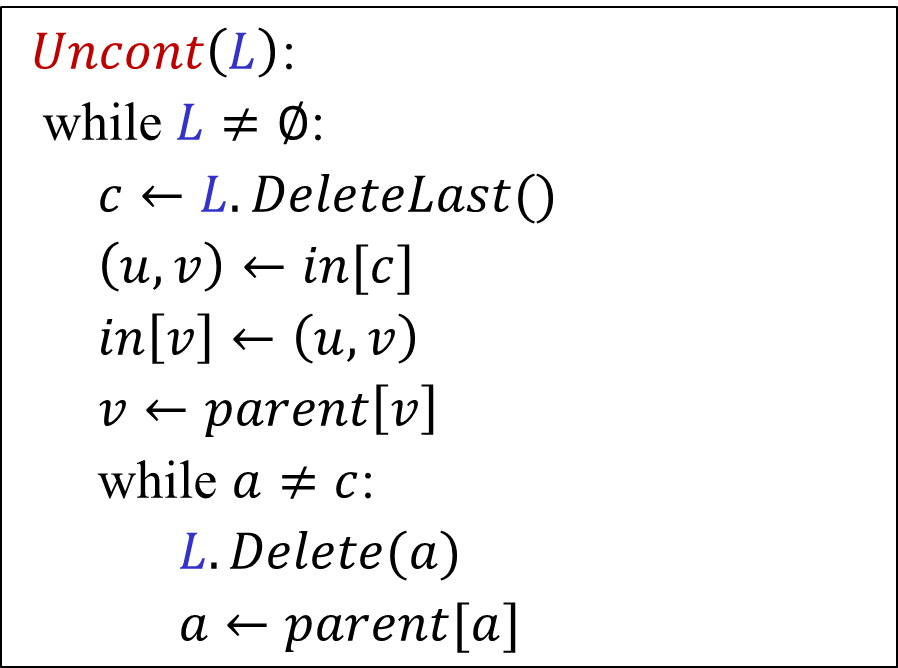 Uncont(L):
while L ≠ ∅:
c ← L. DeleteLast()
(u, v) ← in[c]
in[v] ← (u, v)
v ← parent[v]
while a ≠ c:
L. Delete(a)
a ← parent[a]